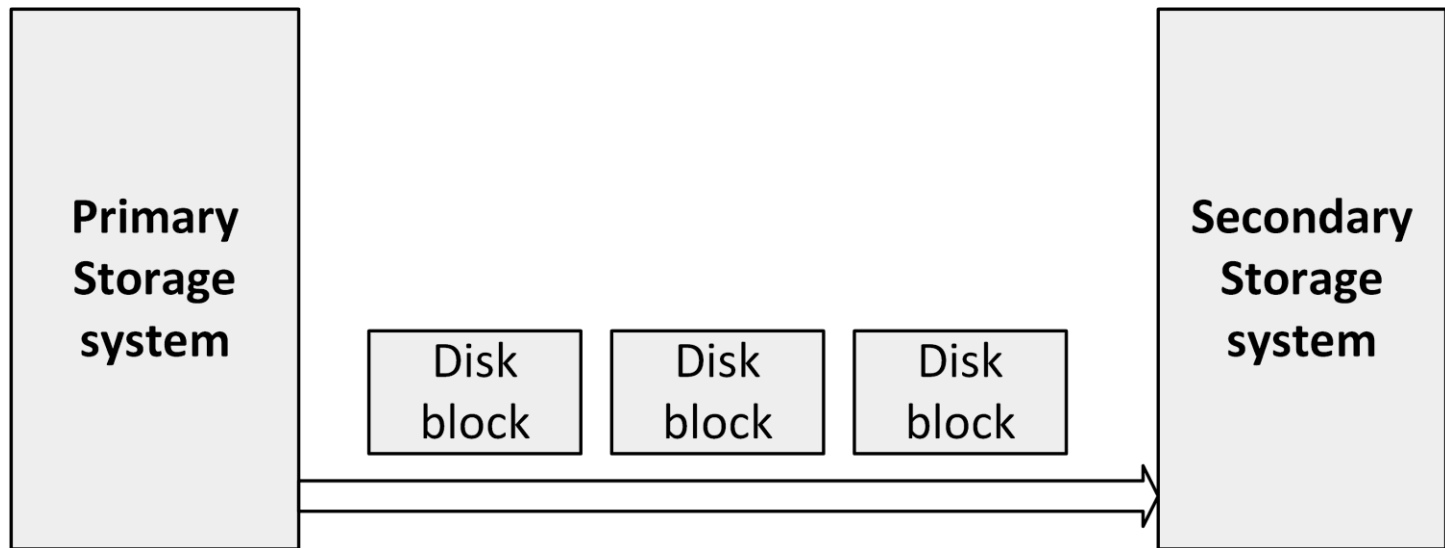 Primary
Storage
system
Disk
block
Disk
block
Disk
block
Secondary
Storage
system